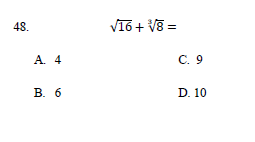 48. √16 + ∛8 =
A. 4 C. 9
B. 6 D. 10